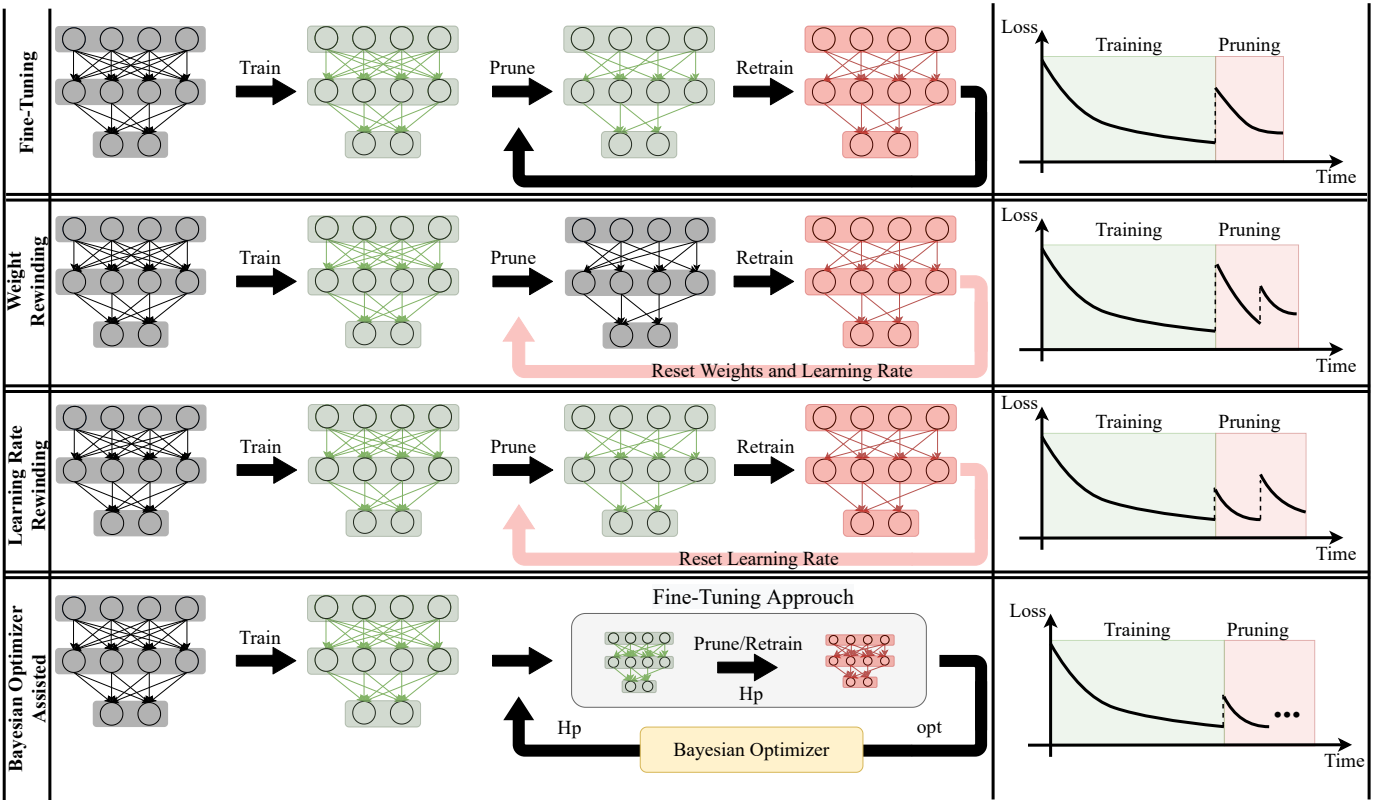 Fine-Tuning
Train
Prune
Retrain
Loss
Training
Pruning
Time
Weight
Rewinding
Train
Prune
Retrain
Reset Weights and Learning Rate
Loss
Training
Pruning
Time
Learning Rate
Rewinding
Train
Prune
Retrain
Reset Learning Rate
Loss
Training
Pruning
Time
Bayesian Optimizer
Assisted
Train
Fine-Tuning Approuch
Prune/Retrain
Hp
Hp
Bayesian Optimizer
opt
Loss
Training
Pruning
Time